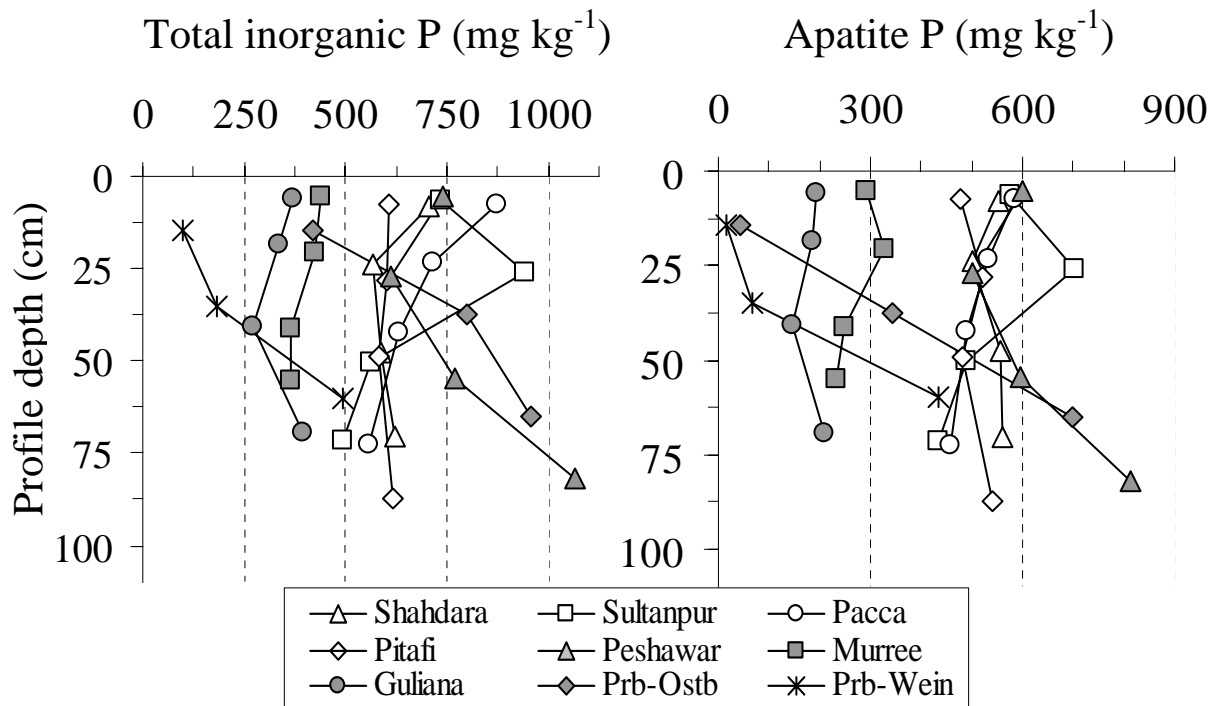 Total inorganic P (mg kg⁻¹) Apatite P (mg kg⁻¹)
0 250 500 750 1000 0 300 600 900
Profile depth (cm)
0 0
25 25
50 50
75 75
100 100
Shahdara Sultanpur Pacca
Pitafi Peshawar Murree
Guliana Prb-Ostb Prb-Wein